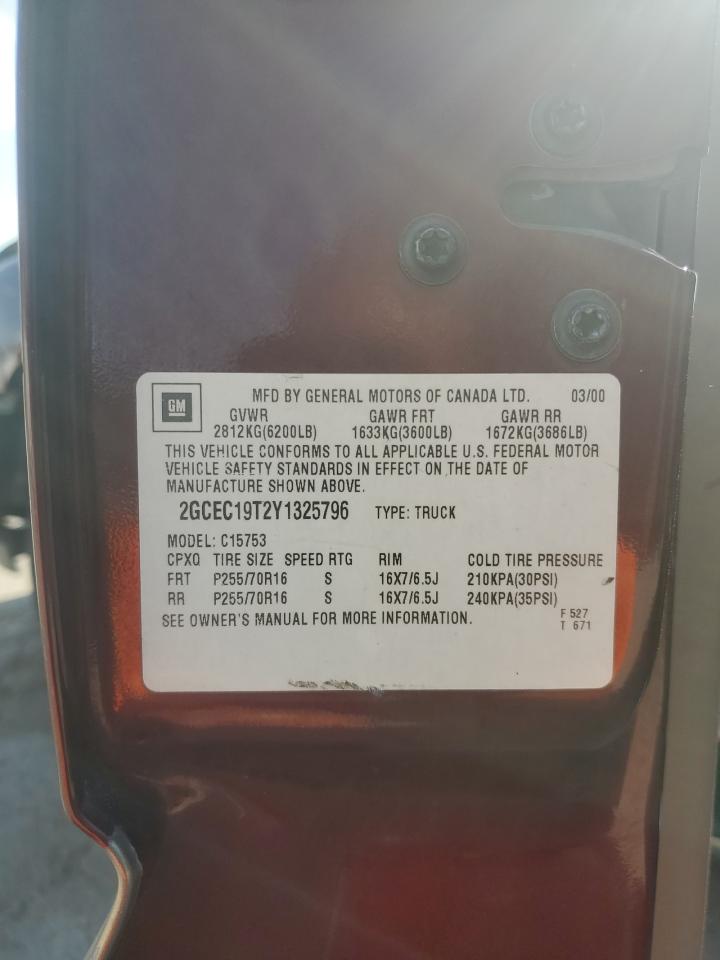 GM
MFD BY GENERAL MOTORS OF CANADA LTD. 03/00
GVWR GAWR FRT GAWR RR
2812KG(6200LB) 1633KG(3600LB) 1672KG(3686LB)
THIS VEHICLE CONFORMS TO ALL APPLICABLE U.S. FEDERAL MOTOR
VEHICLE SAFETY STANDARDS IN EFFECT ON THE DATE OF
MANUFACTURE SHOWN ABOVE.
2GCEC19T2Y1325796 TYPE: TRUCK
MODEL: C15753
CPXQ TIRE SIZE SPEED RTG RIM COLD TIRE PRESSURE
FRT P255/70R16 S 16X7/6.5J 210KPA(30PSI)
RR P255/70R16 S 16X7/6.5J 240KPA(35PSI)
SEE OWNER'S MANUAL FOR MORE INFORMATION. F 527
T 671